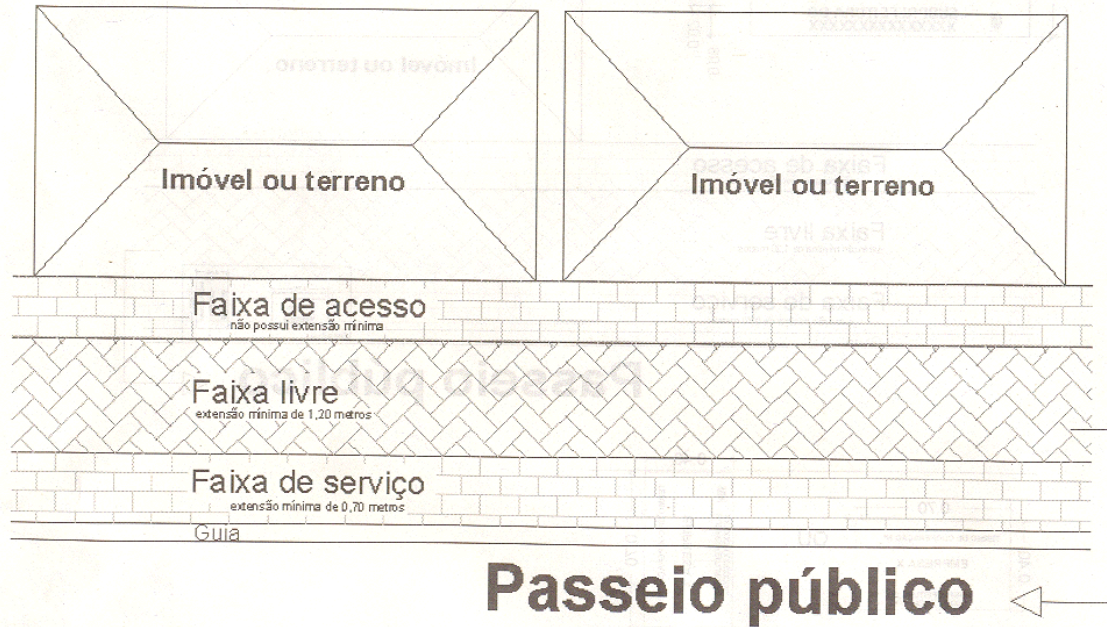 Imóvel ou terreno
Imóvel ou terreno
Faixa de acesso
não possui extensão mínima
Faixa livre
extensão mínima de 1,20 metros
Faixa de serviço
extensão mínima de 0,70 metros
Guia
Passeio público